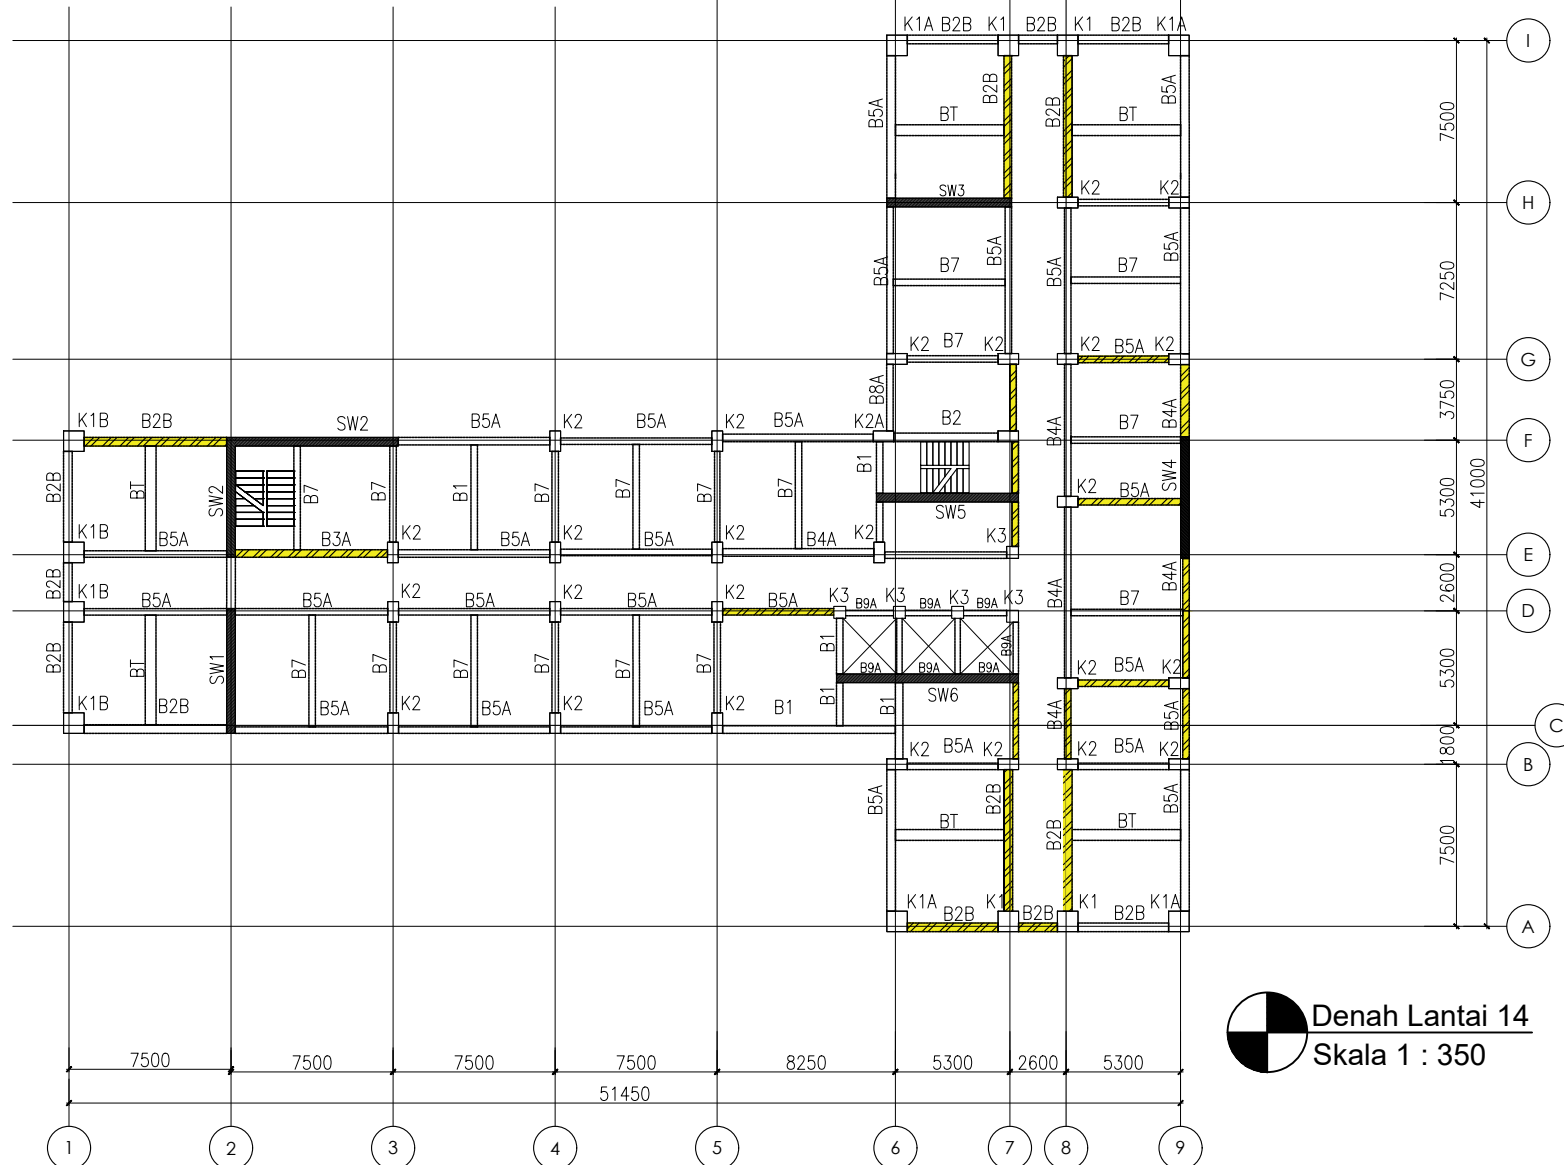 K1A B2B K1 B2B K1 B2B K1A
I
B5A B2B B2B B5A
BT BT
7500
SW3 K2 K2
H
B5A B5A B5A B5A
B7 B7
7250
K2 B7 K2 K2 B5A K2
G
B8A B4A
3750
K1B B2B SW2 B5A K2 B5A K2 B5A K2A B2 B4A B7
F
B2B BT SW2 B7 B7 B1 B7 B7 B7 B7 B1 SW4
K2 B5A
SW5
5300
41000
K1B B5A B3A K2 B5A K2 B5A K2 B4A K2 K3
E
B2B B4A B4A
2600
K1B B5A B5A K2 B5A K2 B5A K2 B5A K3 B9A K3 B9A K3 B9A K3 B7
D
B2B BT SW1 B7 B7 B7 B7 B7 B7 B1 B9A
B9A B9A B9A K2 B5A K2
SW6
5300
K1B B2B B5A K2 B5A K2 B5A K2 B1 B1 B1 B4A B5A
C
1800
K2 B5A K2 K2 B5A K2
B
B5A B2B B2B B5A
BT BT
7500
K1A B2B K1 B2B K1 B2B K1A
A
Denah Lantai 14
Skala 1 : 350
7500 7500 7500 7500 8250 5300 2600 5300
51450
1 2 3 4 5 6 7 8 9